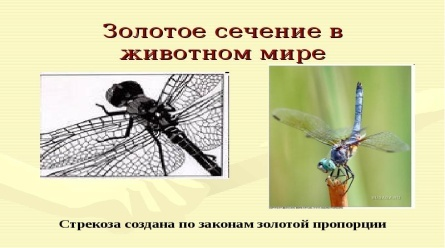 Золотое сечение в
животном мире
Стрекоза создана по законам золотой пропорции